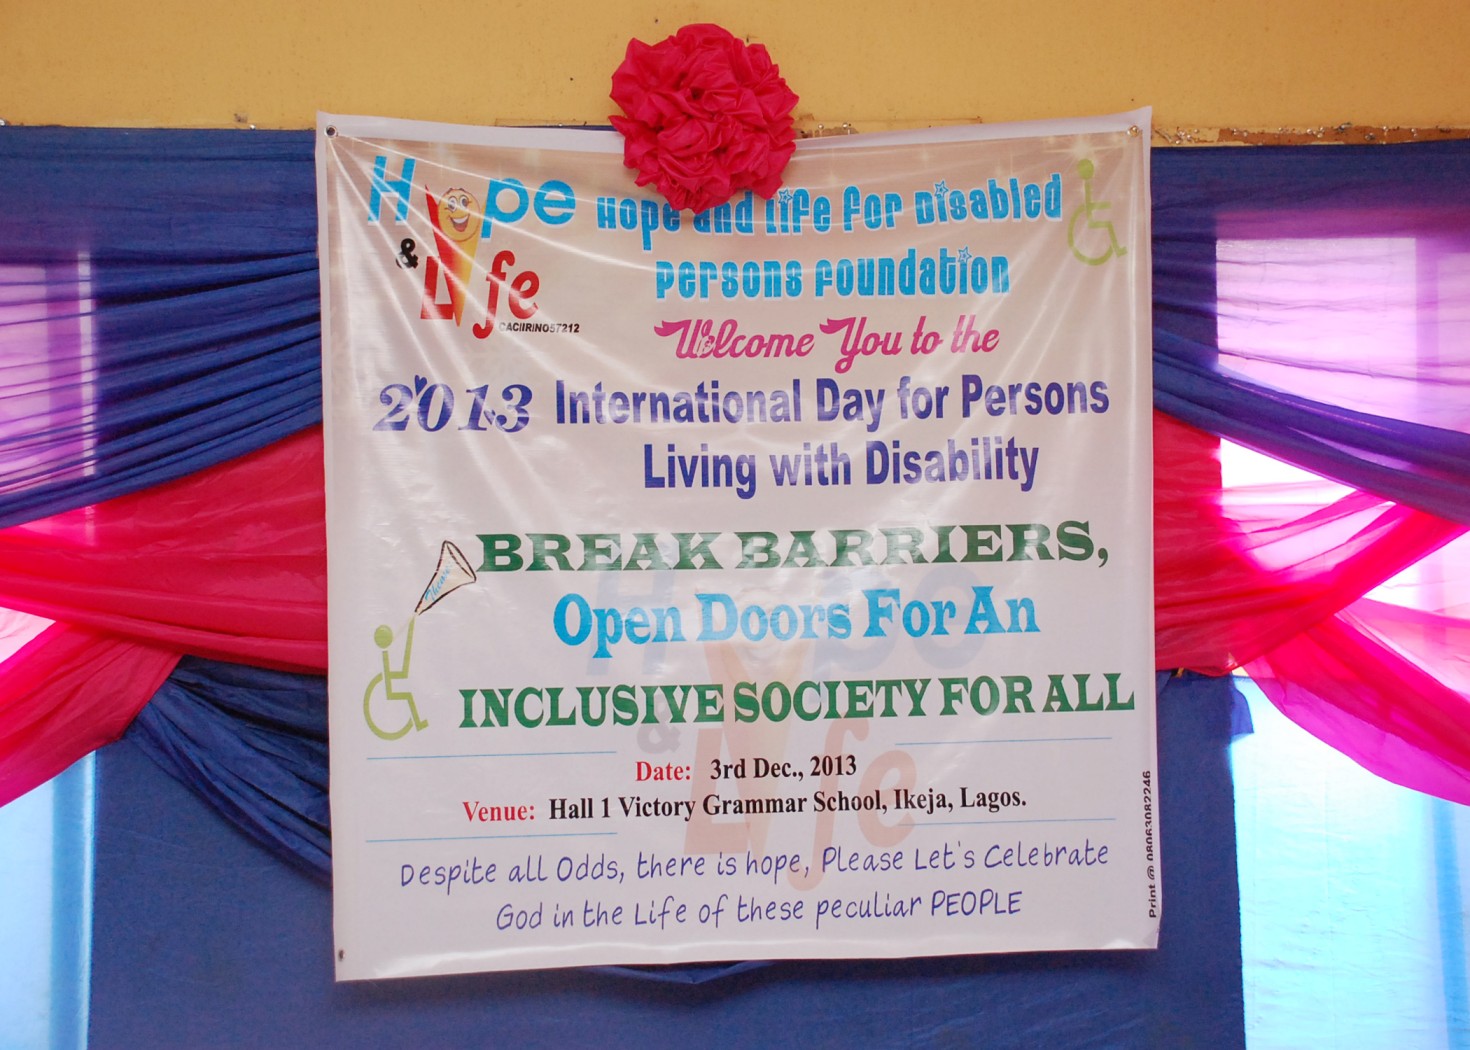 Hope
& Life
CAC/IR/NO57212
Hope and Life For Disabled
Persons Foundation
Welcome You to the
2013 International Day for Persons
Living with Disability
BREAK BARRIERS,
Open Doors For An
INCLUSIVE SOCIETY FOR ALL
Date: 3rd Dec., 2013
Venue: Hall 1 Victory Grammar School, Ikeja, Lagos.
Despite all Odds, there is hope, Please Let's Celebrate
God in the Life of these peculiar PEOPLE
Print @ 08063082246